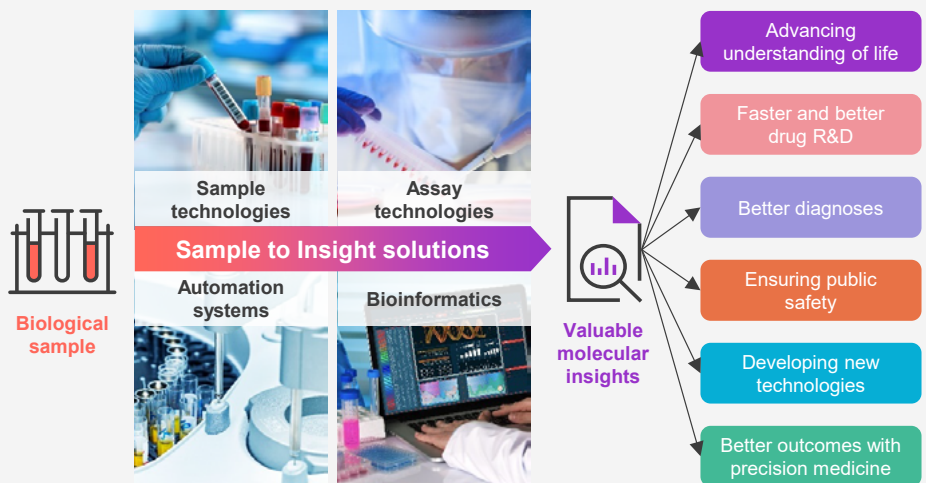 Biological
sample
Sample
technologies
Assay
technologies
Sample to Insight solutions
Automation
systems
Bioinformatics
Valuable
molecular
insights
Advancing
understanding of life
Faster and better
drug R&D
Better diagnoses
Ensuring public
safety
Developing new
technologies
Better outcomes with
precision medicine